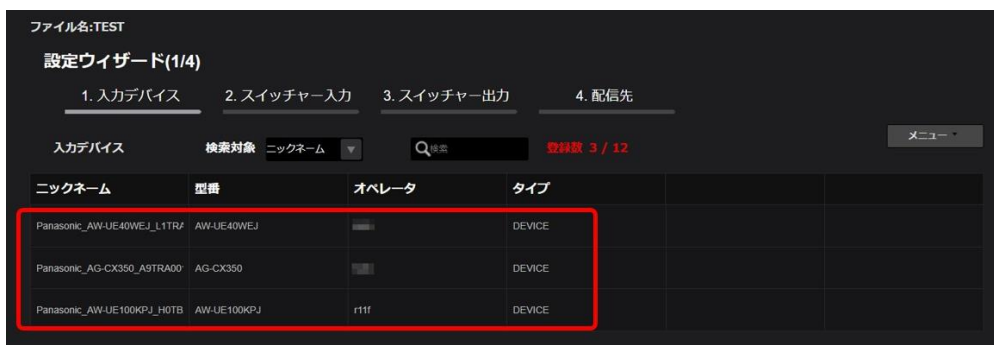 ファイル名:TEST
設定ウィザード(1/4)
1. 入力デバイス 2. スイッチャー入力 3. スイッチャー出力 4. 配信先
入力デバイス 検索対象 ニックネーム 検索 登録数 3 / 12 メニュー
ニックネーム 型番 オペレータ タイプ
Panasonic_AW-UE40WEJ_L1TRA AW-UE40WEJ DEVICE
Panasonic_AG-CX350_A9TRA00 AG-CX350 DEVICE
Panasonic_AW-UE100KPJ_H0TB AW-UE100KPJ r11f DEVICE